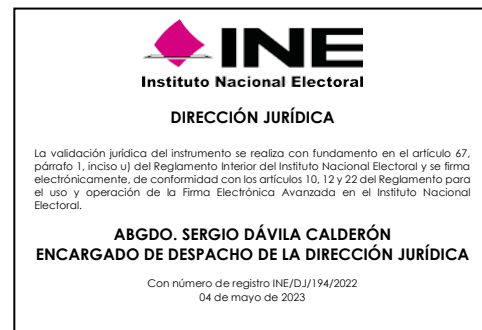 INE
Instituto Nacional Electoral
DIRECCIÓN JURÍDICA
La validación jurídica del instrumento se realiza con fundamento en el artículo 67,
párrafo 1, inciso u) del Reglamento Interior del Instituto Nacional Electoral y se firma
electrónicamente, de conformidad con los artículos 10, 12 y 22 del Reglamento para
el uso y operación de la Firma Electrónica Avanzada en el Instituto Nacional
Electoral.
ABGDO. SERGIO DÁVILA CALDERÓN
ENCARGADO DE DESPACHO DE LA DIRECCIÓN JURÍDICA
Con número de registro INE/DJ/194/2022
04 de mayo de 2023